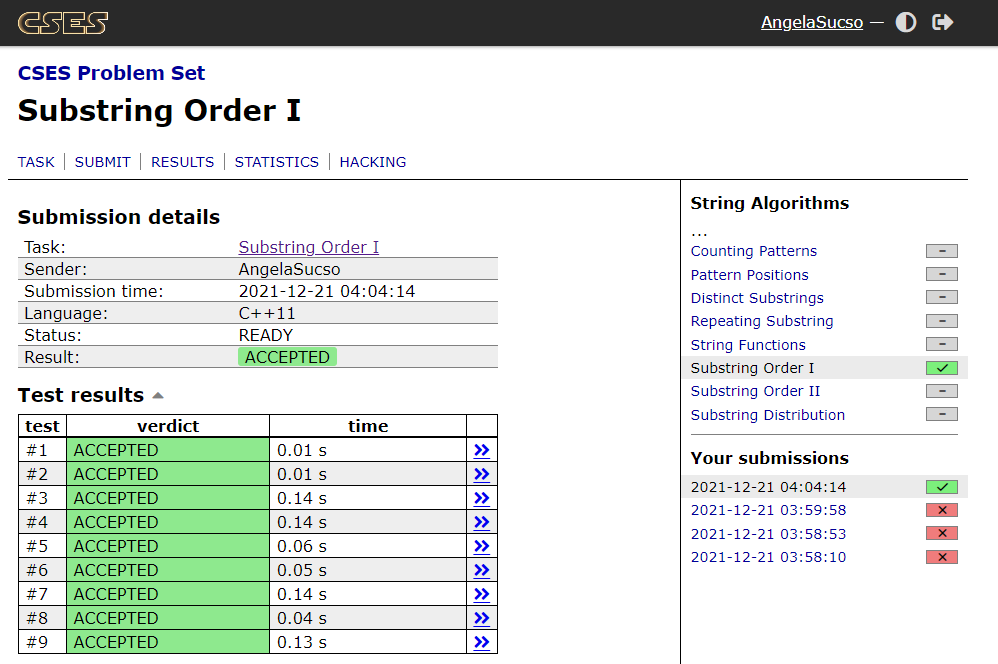 CSES
AngelaSucso —
CSES Problem Set
Substring Order I
TASK | SUBMIT | RESULTS | STATISTICS | HACKING
Submission details
Task: Substring Order I
Sender: AngelaSucso
Submission time: 2021-12-21 04:04:14
Language: C++11
Status: READY
Result: ACCEPTED
Test results
test verdict time
#1 ACCEPTED 0.01 s »
#2 ACCEPTED 0.01 s »
#3 ACCEPTED 0.14 s »
#4 ACCEPTED 0.14 s »
#5 ACCEPTED 0.06 s »
#6 ACCEPTED 0.05 s »
#7 ACCEPTED 0.14 s »
#8 ACCEPTED 0.04 s »
#9 ACCEPTED 0.13 s »
String Algorithms
...
Counting Patterns –
Pattern Positions –
Distinct Substrings –
Repeating Substring –
String Functions –
Substring Order I ✓
Substring Order II –
Substring Distribution –
Your submissions
2021-12-21 04:04:14 ✓
2021-12-21 03:59:58 ✕
2021-12-21 03:58:53 ✕
2021-12-21 03:58:10 ✕